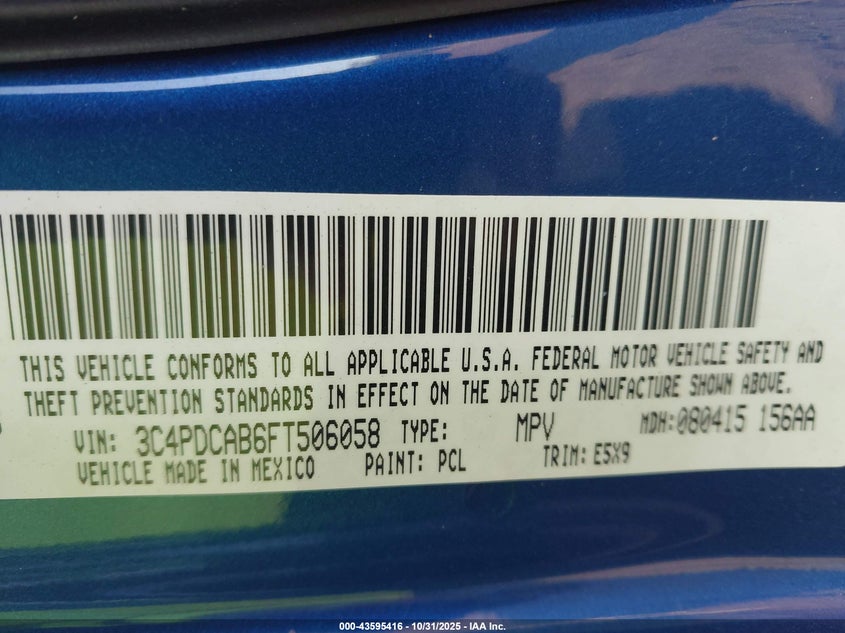 THIS VEHICLE CONFORMS TO ALL APPLICABLE U.S.A. FEDERAL MOTOR VEHICLE SAFETY AND
THEFT PREVENTION STANDARDS IN EFFECT ON THE DATE OF MANUFACTURE SHOWN ABOVE.
VIN: 3C4PDCAB6FT506058 TYPE: MPV MDH:080415 156AA
VEHICLE MADE IN MEXICO PAINT: PCL TRIM: E5X9
000-43595416 - 10/31/2025 - IAA Inc.